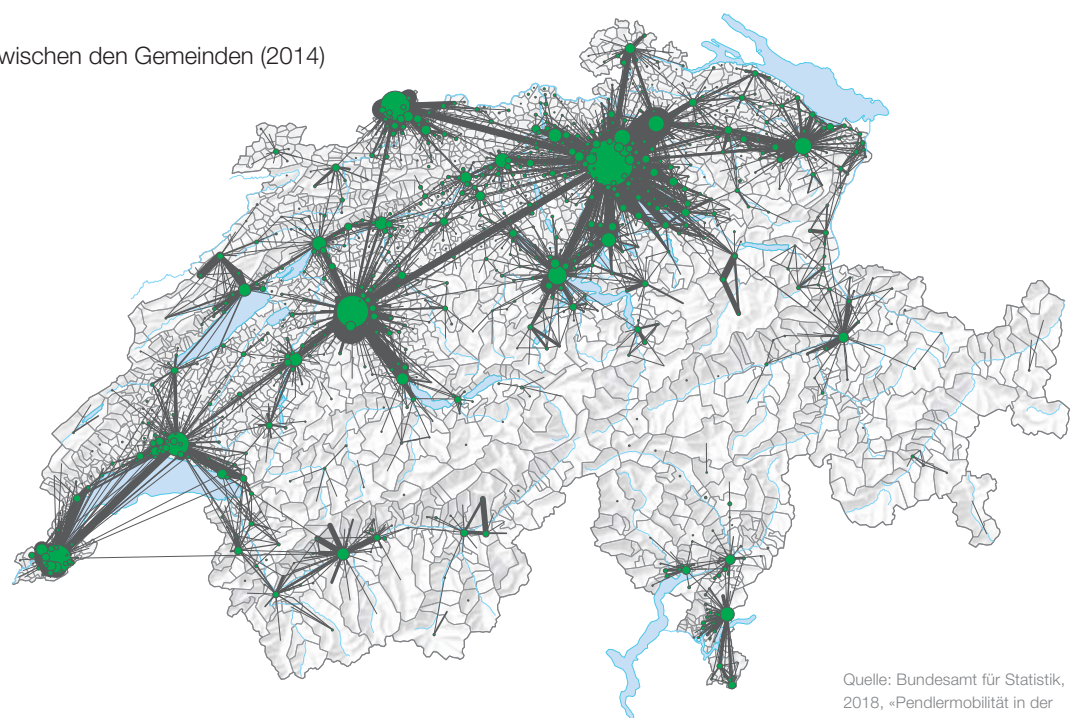 wischen den Gemeinden (2014)
Quelle: Bundesamt für Statistik,
2018, «Pendlermobilität in der